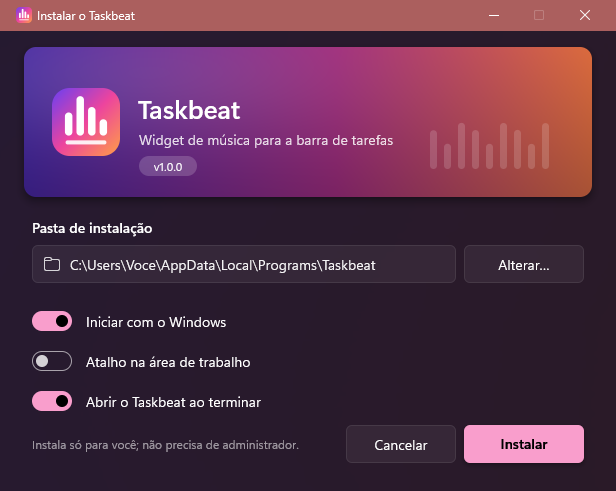 Instalar o Taskbeat
Taskbeat
Widget de música para a barra de tarefas
v1.0.0
Pasta de instalação
C:\Users\Voce\AppData\Local\Programs\Taskbeat
Alterar...
Iniciar com o Windows
Atalho na área de trabalho
Abrir o Taskbeat ao terminar
Instala só para você; não precisa de administrador.
Cancelar
Instalar